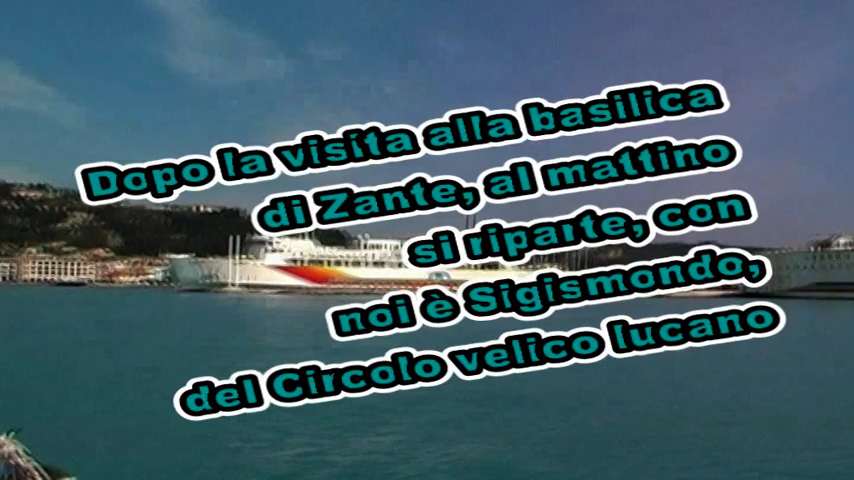 Dopo la visita alla basilica
di Zante, al mattino
si riparte, con
noi è Sigismondo,
del Circolo velico lucano